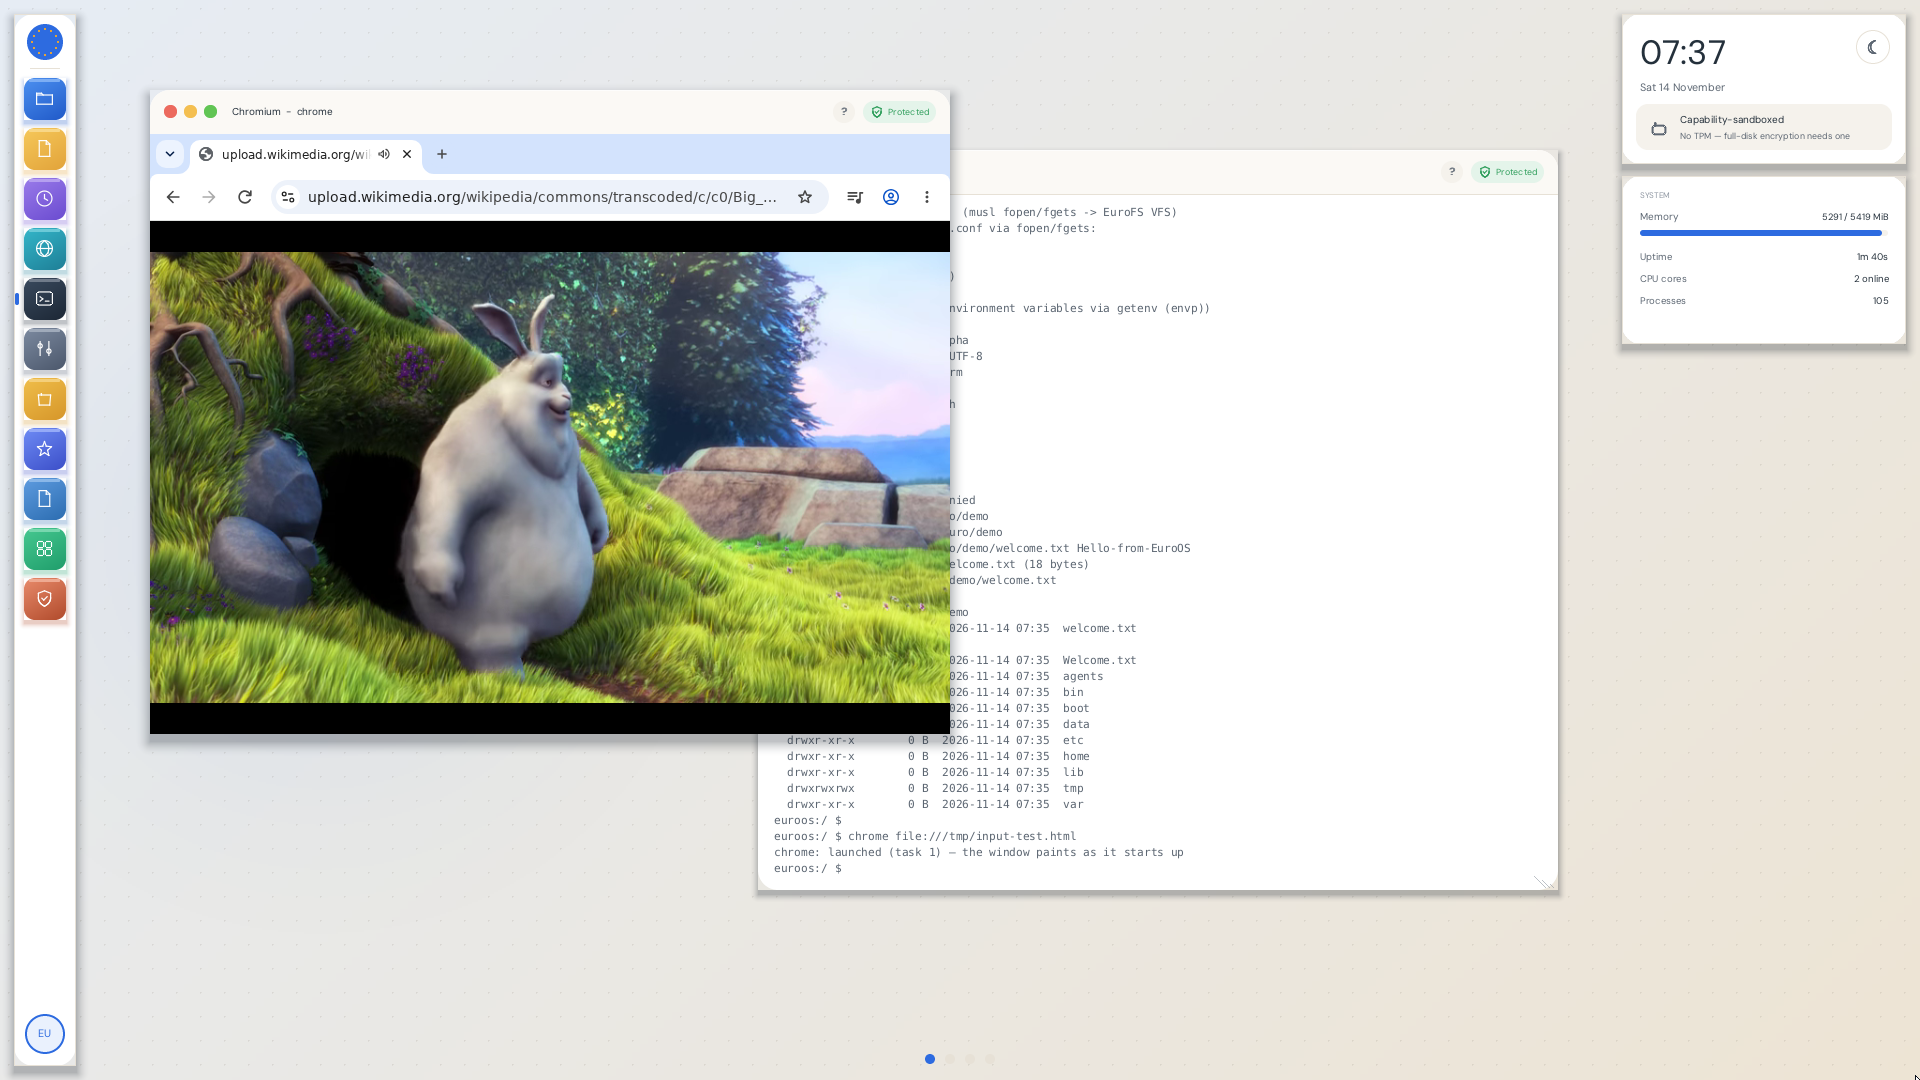 Chromium - chrome
?
Protected
upload.wikimedia.org/wi
upload.wikimedia.org/wikipedia/commons/transcoded/c/c0/Big_...
?
Protected
(musl fopen/fgets -> EuroFS VFS)
.conf via fopen/fgets:
)
nvironment variables via getenv (envp))
pha
UTF-8
rm
h
nied
o/demo
uro/demo
o/demo/welcome.txt Hello-from-EuroOS
elcome.txt (18 bytes)
demo/welcome.txt
emo
026-11-14 07:35 welcome.txt
026-11-14 07:35 Welcome.txt
026-11-14 07:35 agents
026-11-14 07:35 bin
026-11-14 07:35 boot
026-11-14 07:35 data
drwxr-xr-x 0 B 2026-11-14 07:35 etc
drwxr-xr-x 0 B 2026-11-14 07:35 home
drwxr-xr-x 0 B 2026-11-14 07:35 lib
drwxrwxrwx 0 B 2026-11-14 07:35 tmp
drwxr-xr-x 0 B 2026-11-14 07:35 var
euroos:/ $
euroos:/ $ chrome file:///tmp/input-test.html
chrome: launched (task 1) — the window paints as it starts up
euroos:/ $
07:37
Sat 14 November
Capability-sandboxed
No TPM — full-disk encryption needs one
SYSTEM
Memory 5291 / 5419 MiB
Uptime 1m 40s
CPU cores 2 online
Processes 105
EU